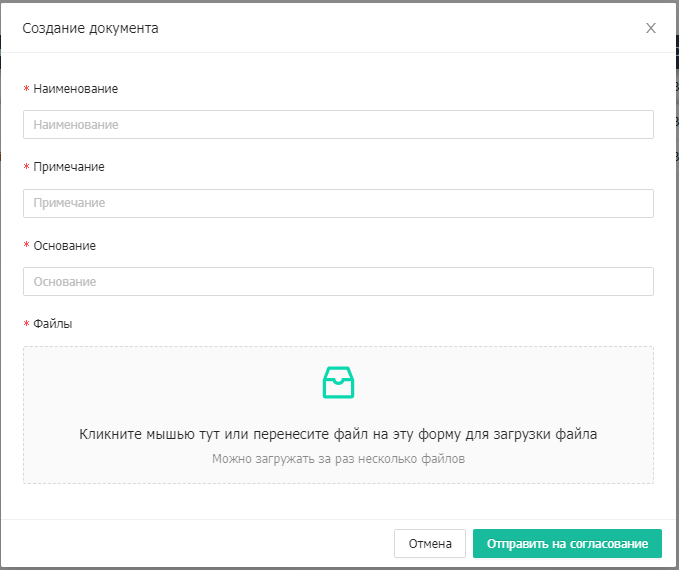 Создание документа
* Наименование
Наименование
* Примечание
Примечание
* Основание
Основание
* Файлы
Кликните мышью тут или перенесите файл на эту форму для загрузки файла
Можно загружать за раз несколько файлов
Отмена
Отправить на согласование